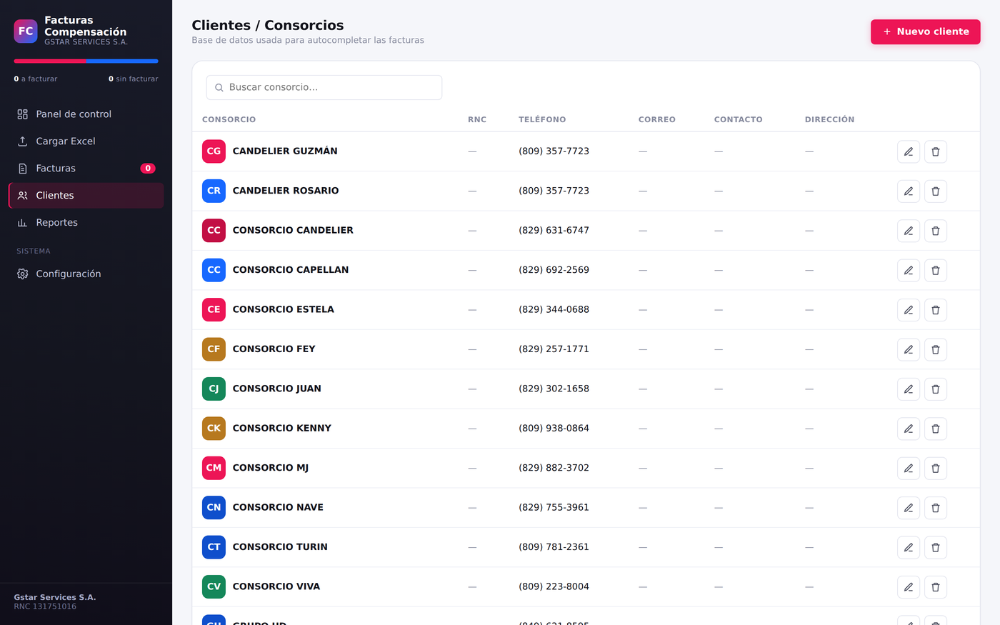 FC
Facturas
Compensación
GSTAR SERVICES S.A.
0 a facturar
0 sin facturar
Panel de control
Cargar Excel
Facturas 0
Clientes
Reportes
SISTEMA
Configuración
Gstar Services S.A.
RNC 131751016
Clientes / Consorcios
Base de datos usada para autocompletar las facturas
+ Nuevo cliente
Buscar consorcio...
CONSORCIO RNC TELÉFONO CORREO CONTACTO DIRECCIÓN
CG CANDELIER GUZMÁN — (809) 357-7723 — — —
CR CANDELIER ROSARIO — (809) 357-7723 — — —
CC CONSORCIO CANDELIER — (829) 631-6747 — — —
CC CONSORCIO CAPELLAN — (829) 692-2569 — — —
CE CONSORCIO ESTELA — (829) 344-0688 — — —
CF CONSORCIO FEY — (829) 257-1771 — — —
CJ CONSORCIO JUAN — (829) 302-1658 — — —
CK CONSORCIO KENNY — (809) 938-0864 — — —
CM CONSORCIO MJ — (829) 882-3702 — — —
CN CONSORCIO NAVE — (829) 755-3961 — — —
CT CONSORCIO TURIN — (809) 781-2361 — — —
CV CONSORCIO VIVA — (809) 223-8004 — — —
GRUPO